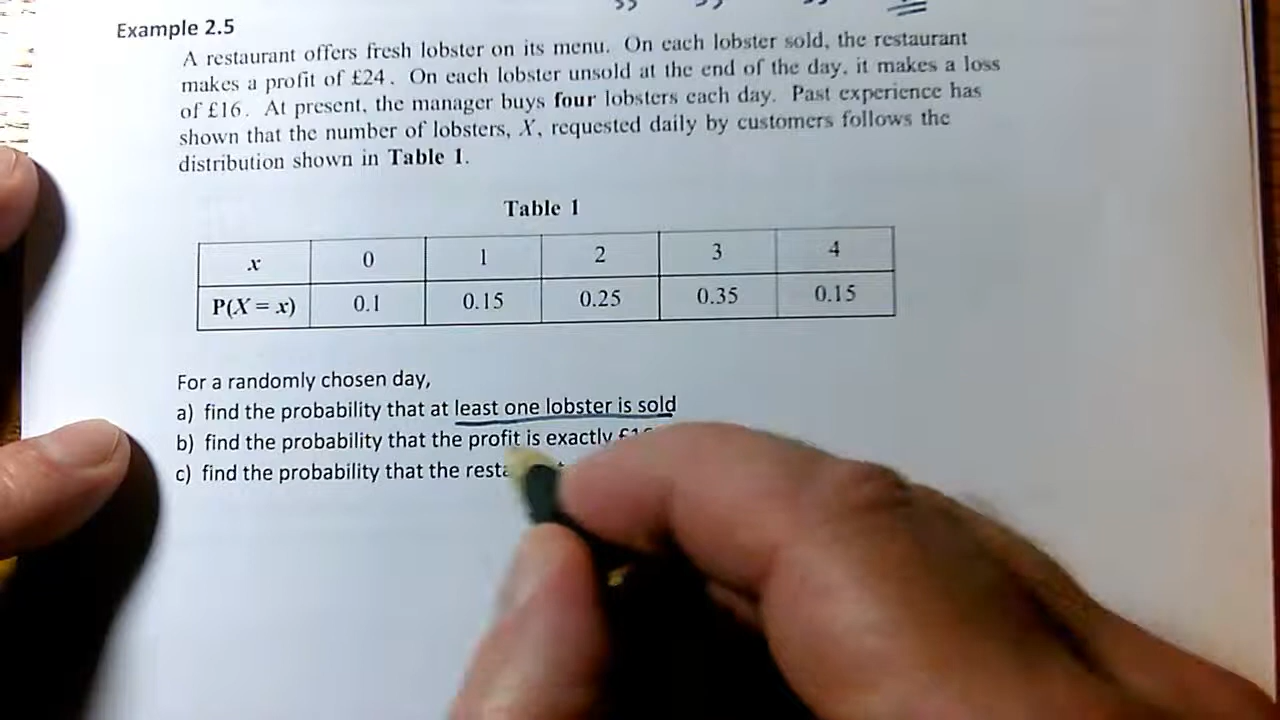 Example 2.5
A restaurant offers fresh lobster on its menu. On each lobster sold, the restaurant
makes a profit of £24. On each lobster unsold at the end of the day, it makes a loss
of £16. At present, the manager buys four lobsters each day. Past experience has
shown that the number of lobsters, X, requested daily by customers follows the
distribution shown in Table 1.
Table 1
x 0 1 2 3 4
P(X = x) 0.1 0.15 0.25 0.35 0.15
For a randomly chosen day,
a) find the probability that at least one lobster is sold
b) find the probability that the profit is exactly
c) find the probability that the